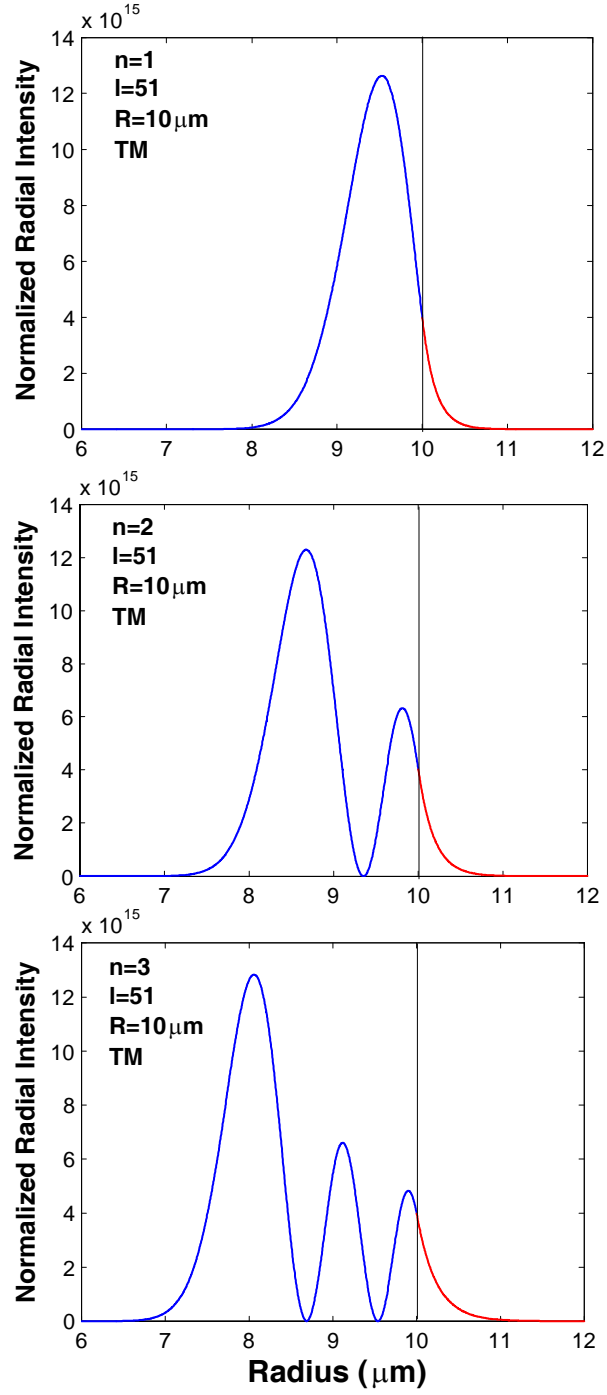 x 10^15
14
12
10
8
6
4
2
0
Normalized Radial Intensity
n=1
l=51
R=10μm
TM
6 7 8 9 10 11 12
x 10^15
14
12
10
8
6
4
2
0
Normalized Radial Intensity
n=2
l=51
R=10μm
TM
6 7 8 9 10 11 12
x 10^15
14
12
10
8
6
4
2
0
Normalized Radial Intensity
n=3
l=51
R=10μm
TM
6 7 8 9 10 11 12
Radius (μm)